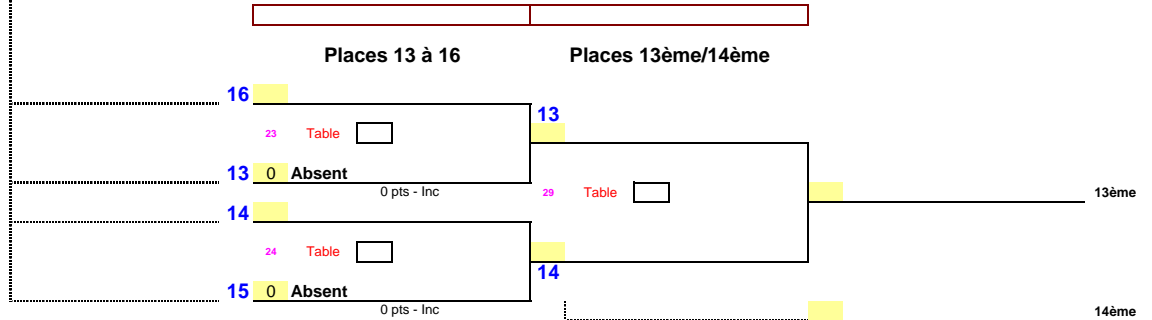 Places 13 à 16 Places 13ème/14ème
16
13
23 Table
13 0 Absent
0 pts - Inc
29 Table
13ème
14
24 Table
14
15 0 Absent
0 pts - Inc
14ème